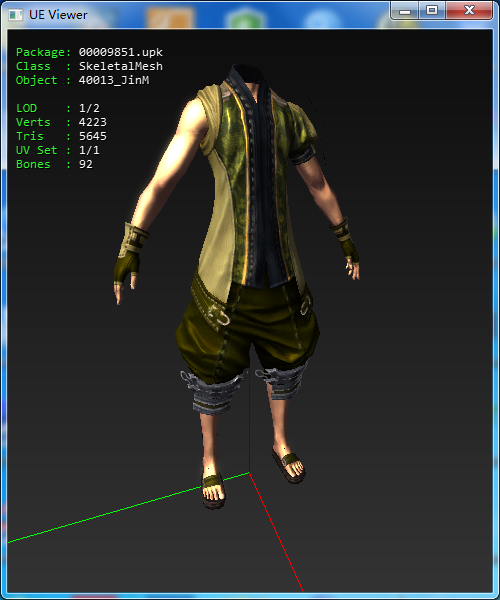 UE Viewer
Package: 00009851.upk
Class : SkeletalMesh
Object : 40013_JinM
LOD : 1/2
Verts : 4223
Tris : 5645
UV Set : 1/1
Bones : 92